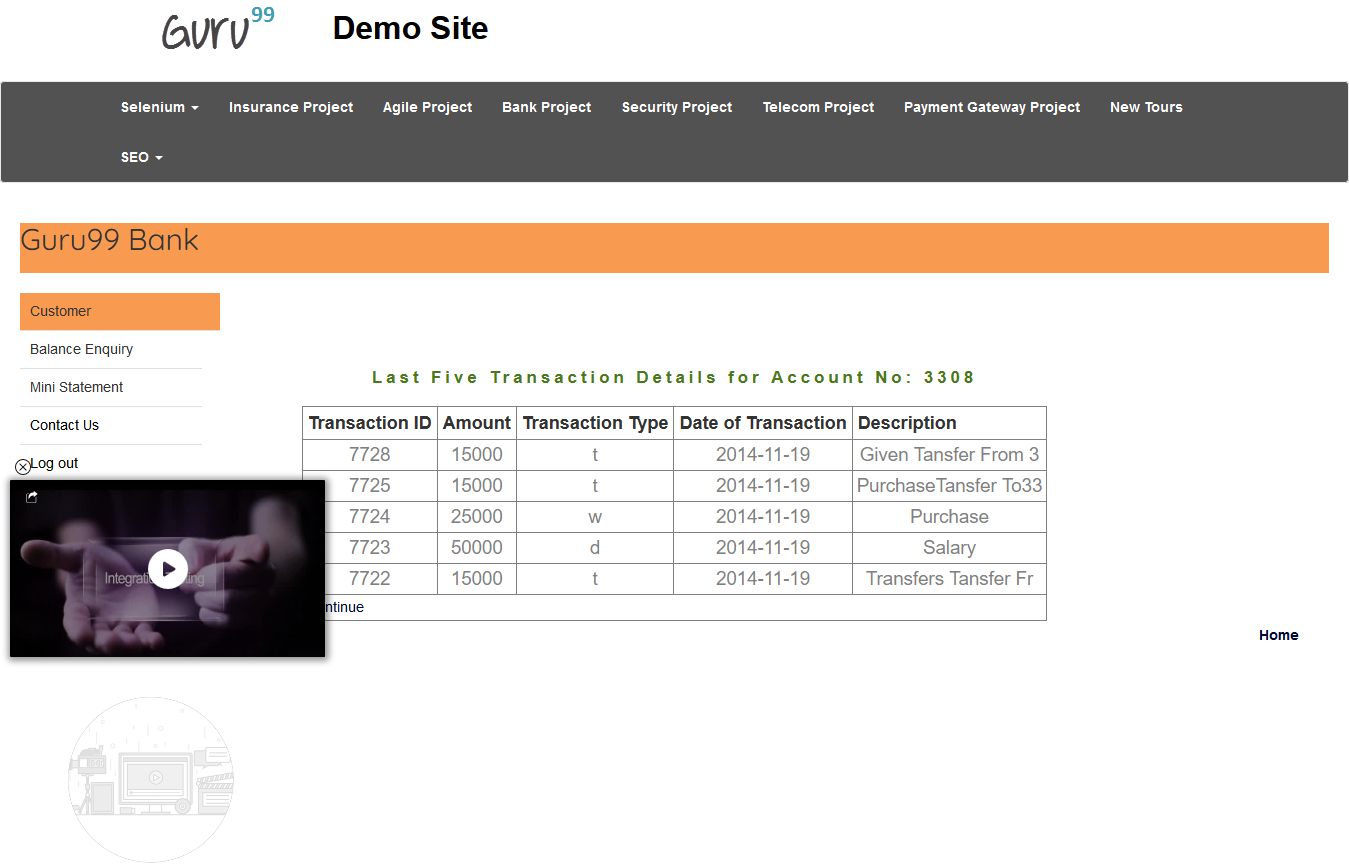 Guru99 Demo Site
Selenium Insurance Project Agile Project Bank Project Security Project Telecom Project Payment Gateway Project New Tours
SEO
Guru99 Bank
Customer
Balance Enquiry
Mini Statement
Contact Us
Log out
Last Five Transaction Details for Account No: 3308
Transaction ID Amount Transaction Type Date of Transaction Description
7728 15000 t 2014-11-19 Given Tansfer From 3
7725 15000 t 2014-11-19 PurchaseTansfer To33
7724 25000 w 2014-11-19 Purchase
7723 50000 d 2014-11-19 Salary
7722 15000 t 2014-11-19 Transfers Tansfer Fr
ntinue
Home